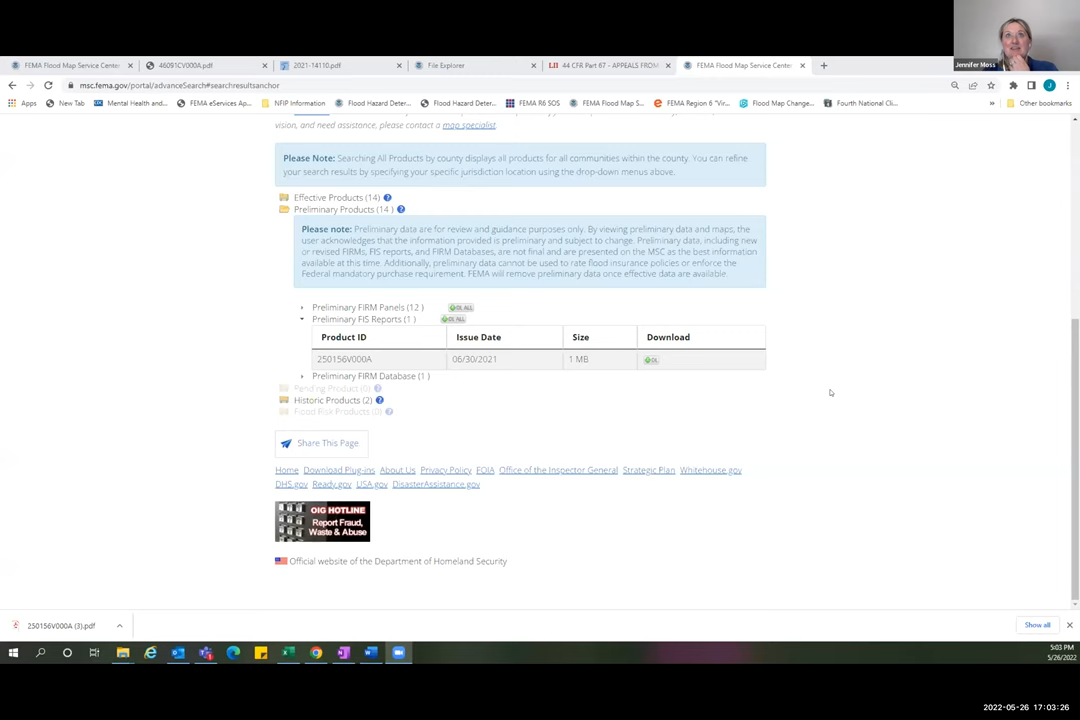 Jennifer Moss
FEMA Flood Map Service Center
46091CV000A.pdf
2021-14110.pdf
File Explorer
44 CFR Part 67 - APPEALS FROM
FEMA Flood Map Service Center
msc.fema.gov/portal/advanceSearch#searchresultsanchor
Apps New Tab Mental Health and... FEMA eServices Ap... NFIP Information Flood Hazard Deter... Flood Hazard Deter... FEMA R6 SOS FEMA Flood Map S... FEMA Region 6 "Vir... Flood Map Change... Fourth National Cli... » Other bookmarks
vision, and need assistance, please contact a map specialist.
Please Note: Searching All Products by county displays all products for all communities within the county. You can refine
your search results by specifying your specific jurisdiction location using the drop-down menus above.
Effective Products (14) ?
Preliminary Products (14 ) ?
Please note: Preliminary data are for review and guidance purposes only. By viewing preliminary data and maps, the
user acknowledges that the information provided is preliminary and subject to change. Preliminary data, including new
or revised FIRMs, FIS reports, and FIRM Databases, are not final and are presented on the MSC as the best information
available at this time. Additionally, preliminary data cannot be used to rate flood insurance policies or enforce the
Federal mandatory purchase requirement. FEMA will remove preliminary data once effective data are available.
Preliminary FIRM Panels (12 ) DL ALL
Preliminary FIS Reports (1 ) DL ALL
Product ID Issue Date Size Download
250156V000A 06/30/2021 1 MB DL
Preliminary FIRM Database (1 )
Pending Product (0) ?
Historic Products (2) ?
Flood Risk Products (0) ?
Share This Page.
Home Download Plug-ins About Us Privacy Policy FOIA Office of the Inspector General Strategic Plan Whitehouse.gov
DHS.gov Ready.gov USA.gov DisasterAssistance.gov
OIG HOTLINE
Report Fraud,
Waste & Abuse
Official website of the Department of Homeland Security
250156V000A (3).pdf
Show all
5:03 PM
5/26/2022
2022-05-26 17:03:26